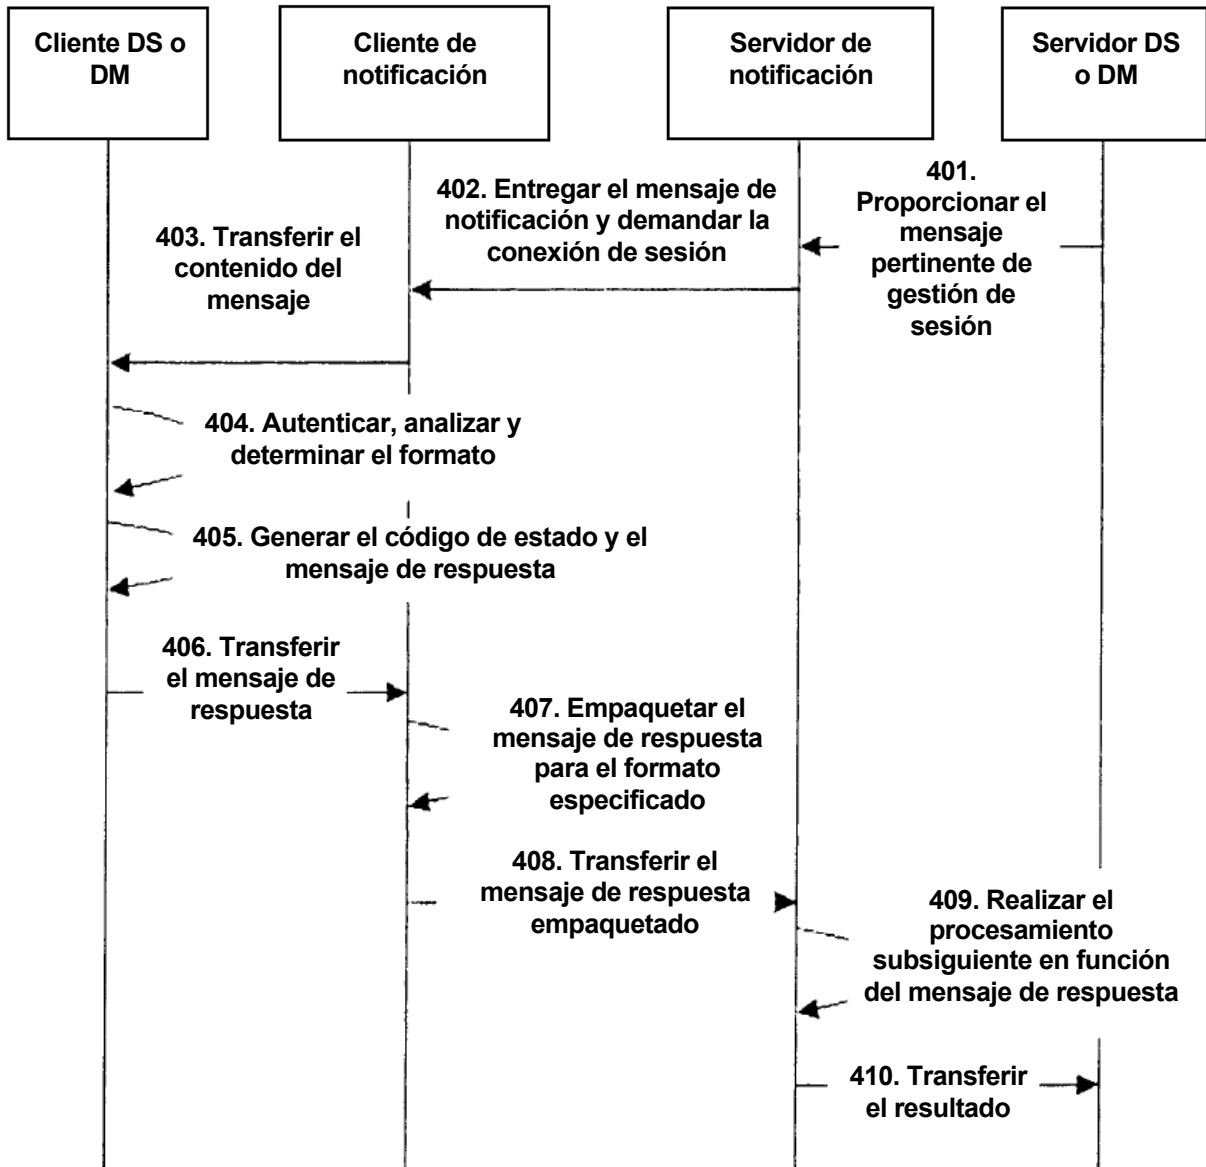 Cliente DS o
DM
Cliente de
notificación
Servidor de
notificación
Servidor DS
o DM
401.
Proporcionar el
mensaje
pertinente de
gestión de
sesión
402. Entregar el mensaje de
notificación y demandar la
conexión de sesión
403. Transferir el
contenido del
mensaje
404. Autenticar, analizar y
determinar el formato
405. Generar el código de estado y el
mensaje de respuesta
406. Transferir
el mensaje de
respuesta
407. Empaquetar el
mensaje de respuesta
para el formato
especificado
408. Transferir el
mensaje de respuesta
empaquetado
409. Realizar el
procesamiento
subsiguiente en función
del mensaje de respuesta
410. Transferir
el resultado